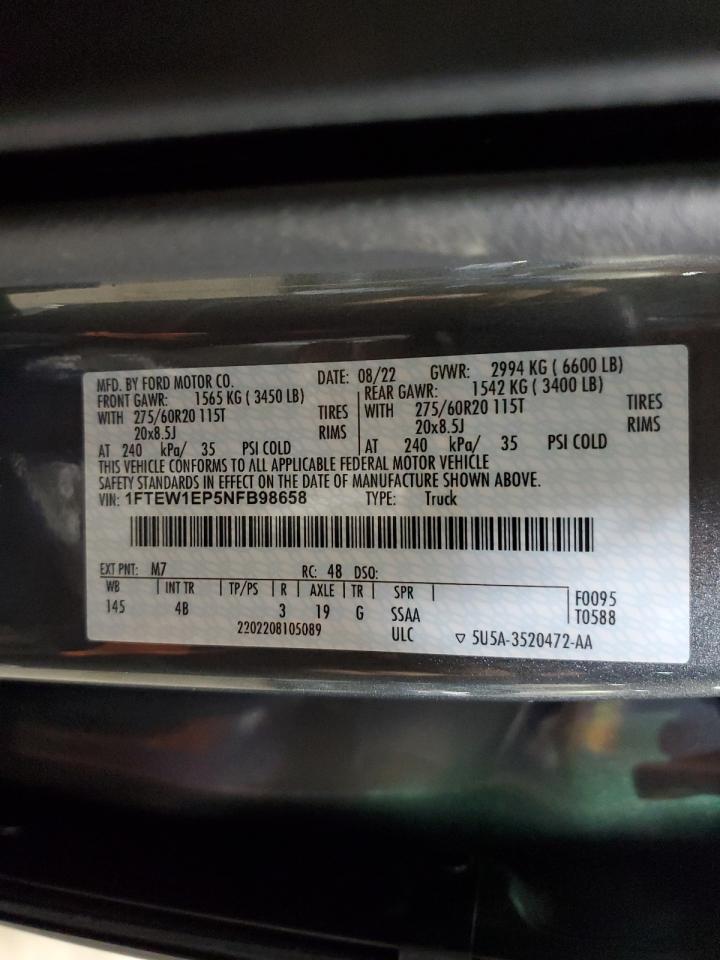 MFD. BY FORD MOTOR CO. DATE: 08/22 GVWR: 2994 KG ( 6600 LB)
FRONT GAWR: 1565 KG ( 3450 LB) REAR GAWR: 1542 KG ( 3400 LB)
WITH 275/60R20 115T TIRES WITH 275/60R20 115T TIRES
20x8.5J RIMS 20x8.5J RIMS
AT 240 kPa/ 35 PSI COLD AT 240 kPa/ 35 PSI COLD
THIS VEHICLE CONFORMS TO ALL APPLICABLE FEDERAL MOTOR VEHICLE
SAFETY STANDARDS IN EFFECT ON THE DATE OF MANUFACTURE SHOWN ABOVE.
VIN: 1FTEW1EP5NFB98658 TYPE: Truck
EXT PNT: M7 RC: 48 DSO:
WB INT TR TP/PS R AXLE TR SPR F0095
145 4B 3 19 G SSAA T0588
2202208105089 ULC ▽ 5U5A-3520472-AA